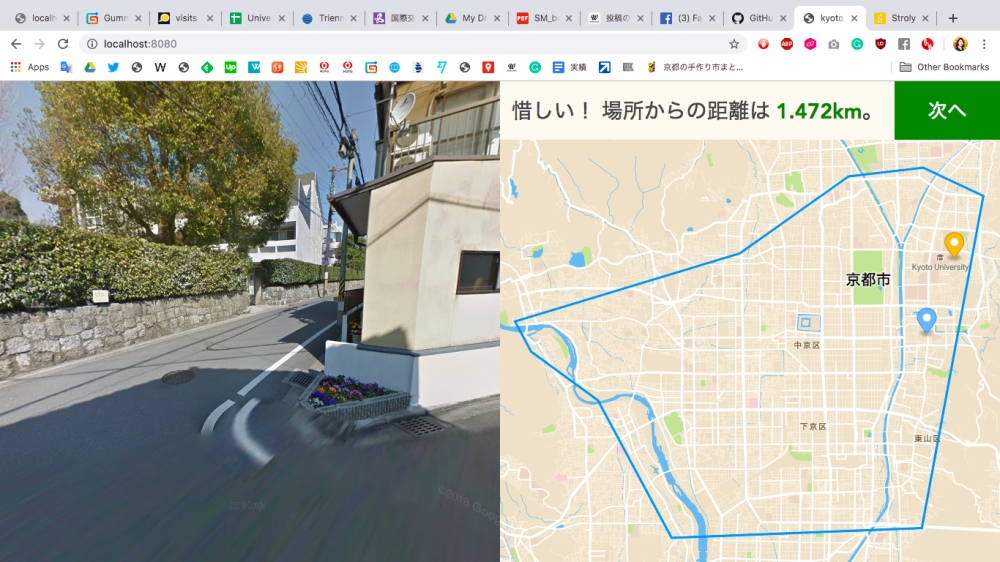 localh
Gumm
visits
Unive
Trienn
国際交
My Dr
SM_bo
投稿の
(3) Fa
GitHu
kyoto
Stroly
localhost:8080
Apps
実績
京都の手作り市まと...
Other Bookmarks
惜しい！ 場所からの距離は 1.472km。
次へ
Kyoto University
京都市
中京区
下京区
東山区
©2018 Google